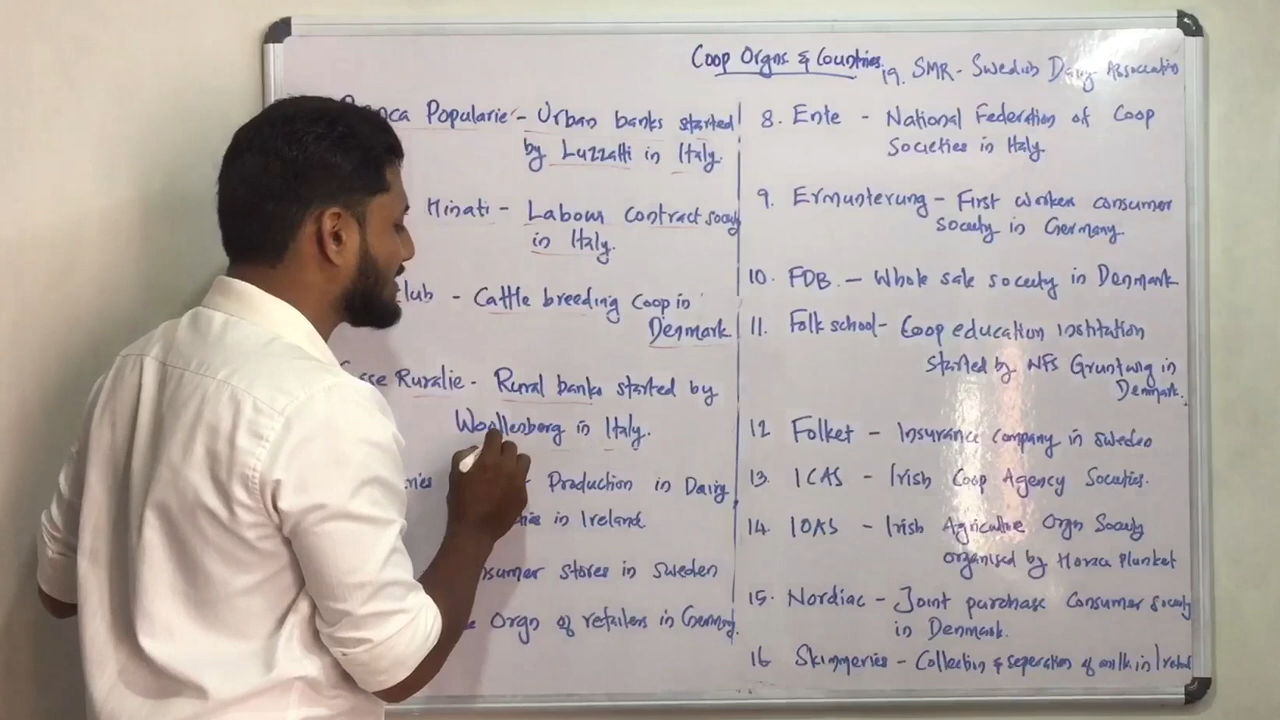 Coop Orgns & Countries.
19. SMR - Swedish Dairy Association
Popularie - Urban banks started
by Luzzatti in Italy.
Minati - Labour contract society
in Italy.
Club - Cattle breeding Coop in
Denmark
Ruralie - Rural banks started by
Woollenborg in Italy.
Production in Dairy
in Ireland
stores in Sweden
Orgn of retailers in Germany.
8. Ente - National Federation of Coop
Societies in Italy
9. Ermunterung - First worker consumer
society in Germany.
10. FDB. - Whole sale society in Denmark
11. Folk school - Coop education institution
started by NFS Gruntwig in
Denmark.
12 Folket - Insurance Company in Sweden
13. ICAS - Irish Coop Agency Societies.
14. IOAS - Irish Agriculture Orgn Society
organised by Horace Plunket
15. Nordiac - Joint purchase Consumer society
in Denmark.
16 Skimmeries - Collection & seperation of milk in Ireland